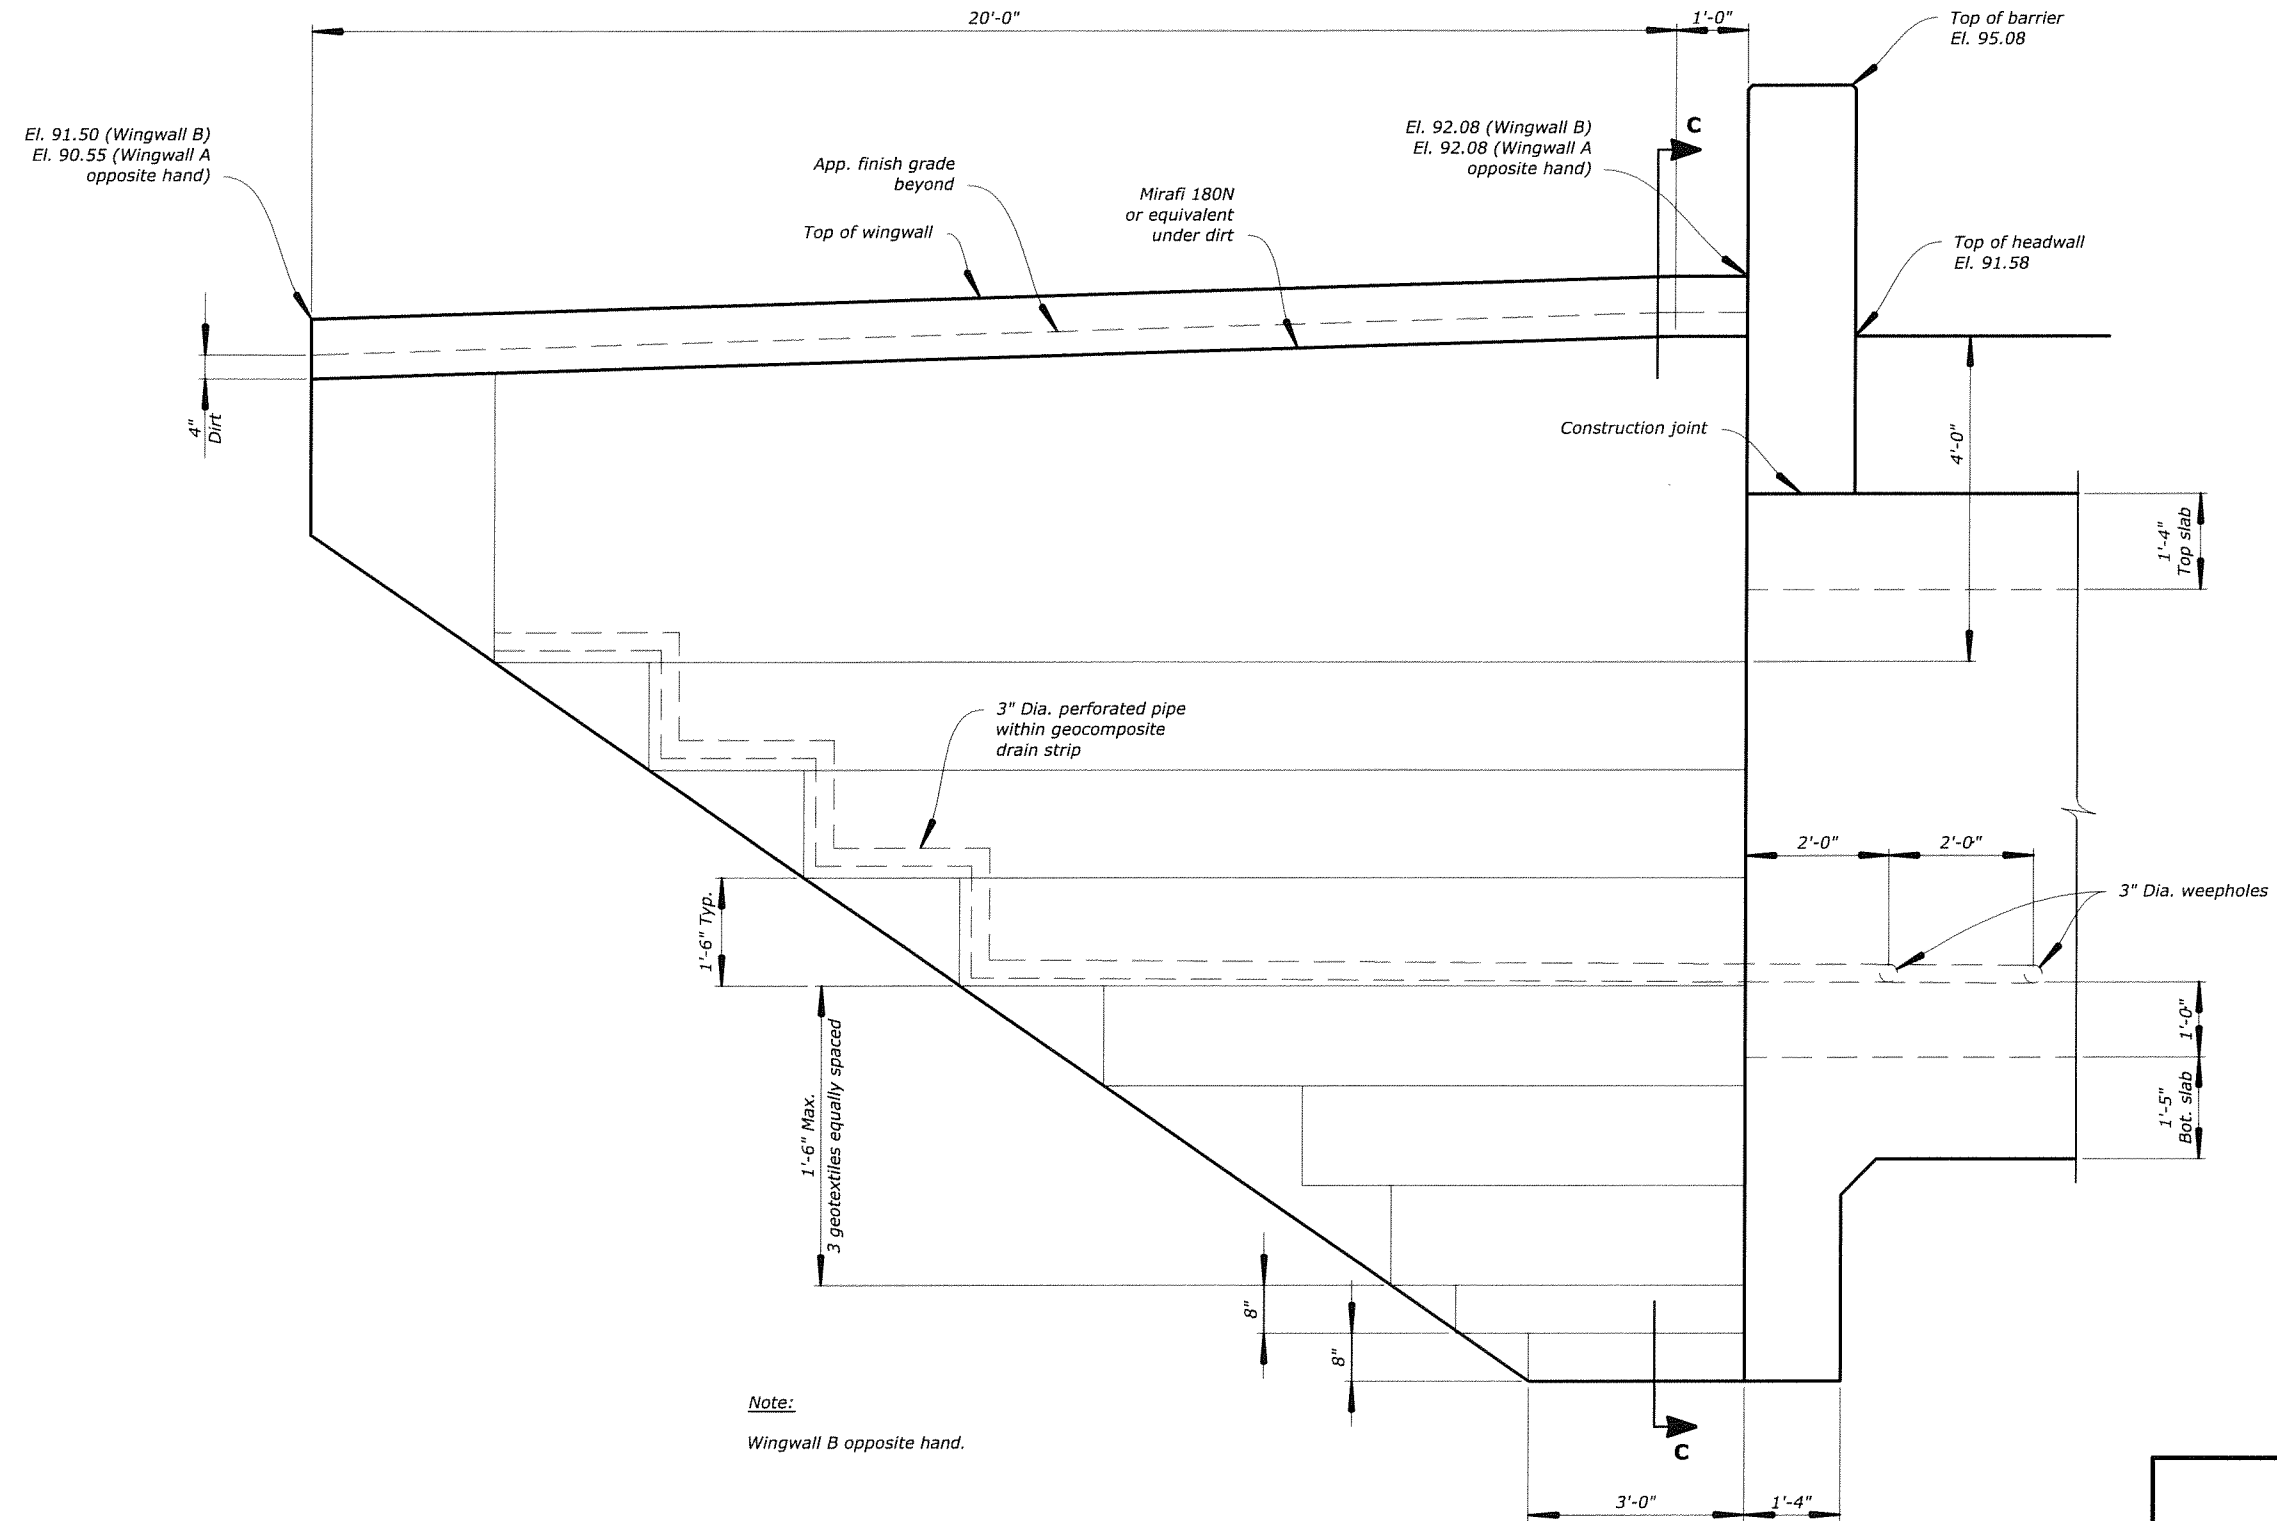 20'-0"
1'-0"
Top of barrier
El. 95.08
El. 91.50 (Wingwall B)
El. 90.55 (Wingwall A
opposite hand)
El. 92.08 (Wingwall B)
El. 92.08 (Wingwall A
opposite hand)
C
App. finish grade
beyond
Mirafi 180N
or equivalent
under dirt
Top of wingwall
Top of headwall
El. 91.58
4"
Dirt
Construction joint
4'-0"
1'-4"
Top slab
3" Dia. perforated pipe
within geocomposite
drain strip
2'-0"
2'-0"
3" Dia. weepholes
1'-6" Typ.
1'-0"
1'-5"
Bot. slab
1'-6" Max.
3 geotextiles equally spaced
8"
8"
Note:
Wingwall B opposite hand.
C
3'-0"
1'-4"